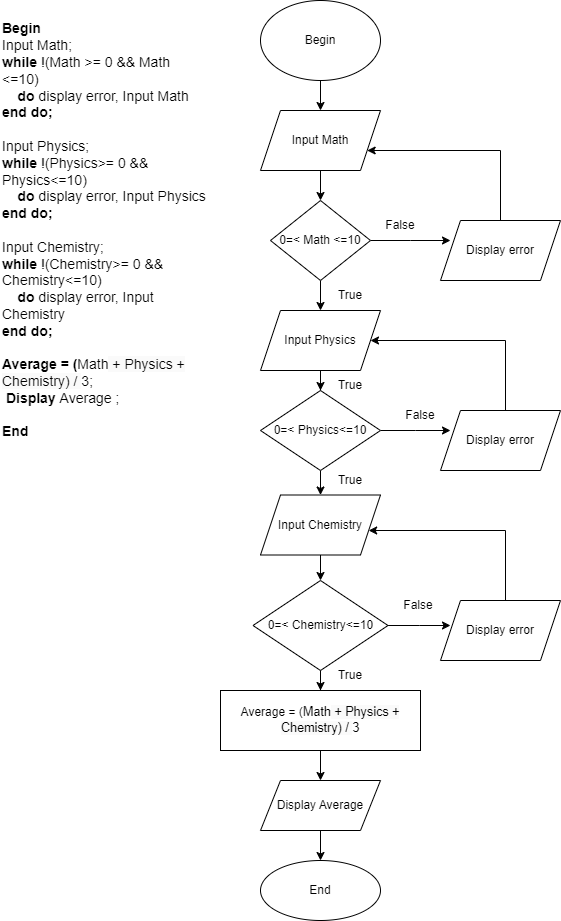 Begin
Input Math;
while !(Math >= 0 && Math
<=10)
do display error, Input Math
end do;
Input Physics;
while !(Physics>= 0 &&
Physics<=10)
do display error, Input Physics
end do;
Input Chemistry;
while !(Chemistry>= 0 &&
Chemistry<=10)
do display error, Input
Chemistry
end do;
Average = (Math + Physics +
Chemistry) / 3;
Display Average ;
End
Begin
Input Math
0=< Math <=10
False
Display error
True
Input Physics
True
0=< Physics<=10
False
Display error
True
Input Chemistry
0=< Chemistry<=10
False
Display error
True
Average = (Math + Physics +
Chemistry) / 3
Display Average
End